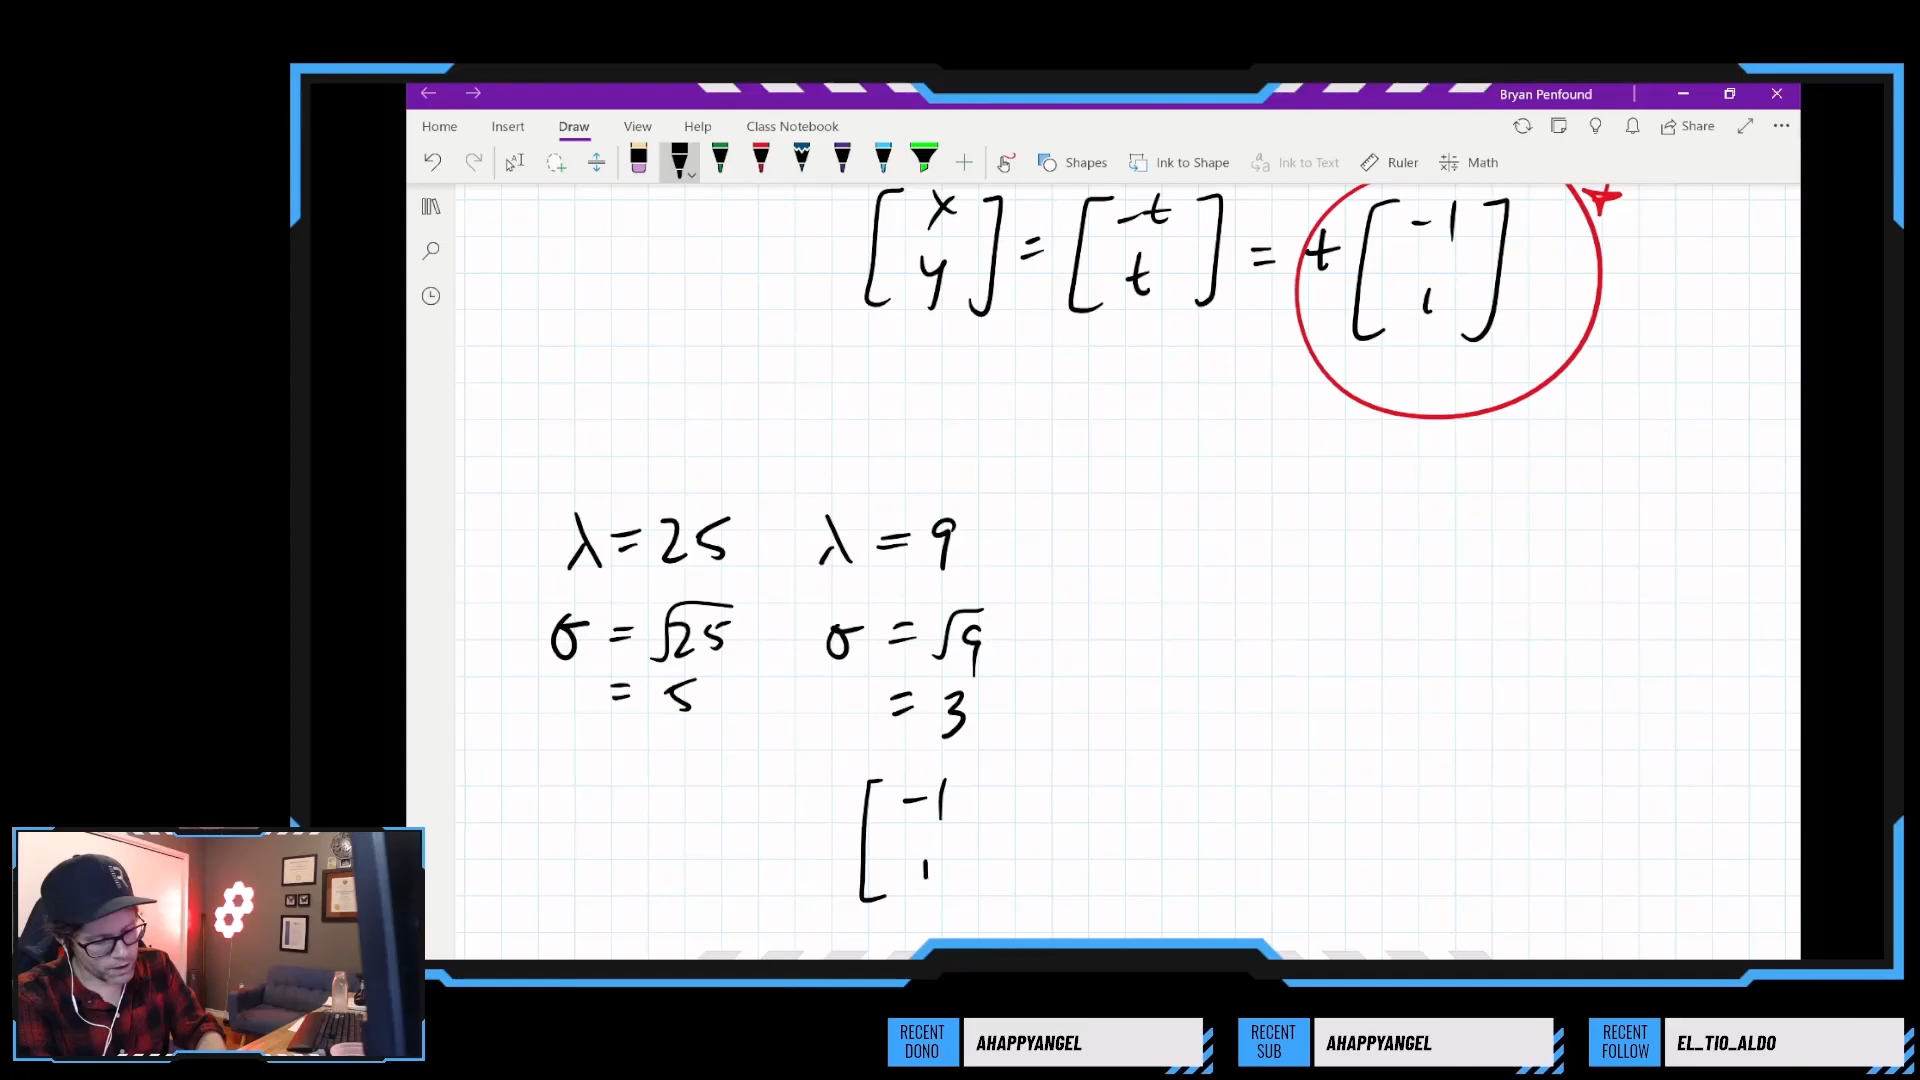 Bryan Penfound
Home Insert Draw View Help Class Notebook
Share
Shapes Ink to Shape Ink to Text Ruler Math
[x y] = [-t t] = t[-1 1]
λ = 25 λ = 9
σ = √25 σ = √9
= 5 = 3
[-1
1
RECENT DONO AHAPPYANGEL
RECENT SUB AHAPPYANGEL
RECENT FOLLOW EL_TIO_ALDO